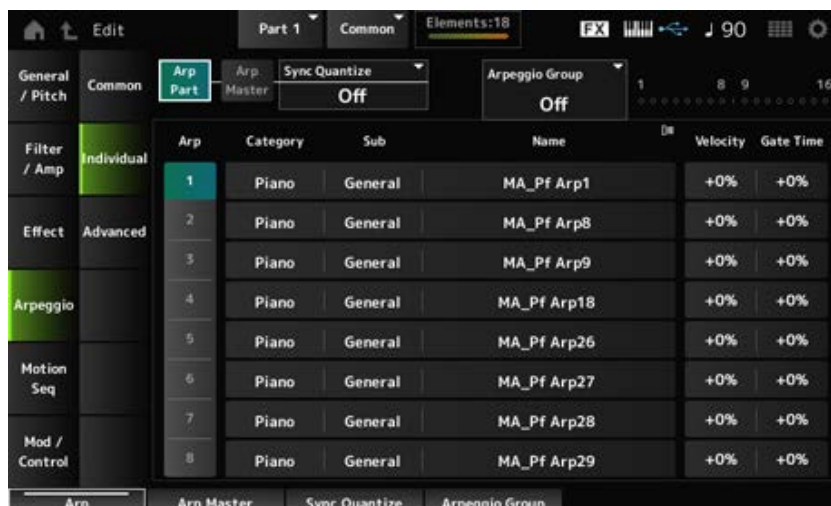 Edit
Part 1
Common
Elements:18
FX
♩ 90
General / Pitch
Common
Arp Part
Arp Master
Sync Quantize
Off
Arpeggio Group
Off
1 8 9 16
Filter / Amp
Individual
Arp Category Sub Name Velocity Gate Time
1 Piano General MA_Pf Arp1 +0% +0%
2 Piano General MA_Pf Arp8 +0% +0%
Effect
Advanced
3 Piano General MA_Pf Arp9 +0% +0%
Arpeggio
4 Piano General MA_Pf Arp18 +0% +0%
5 Piano General MA_Pf Arp26 +0% +0%
Motion Seq
6 Piano General MA_Pf Arp27 +0% +0%
7 Piano General MA_Pf Arp28 +0% +0%
Mod / Control
8 Piano General MA_Pf Arp29 +0% +0%
Arp Arp Master Sync Quantize Arpeggio Group